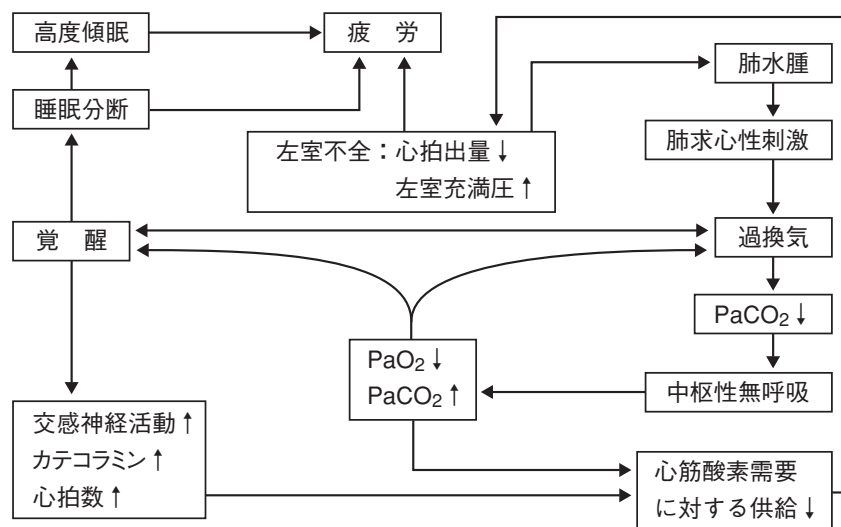 高度傾眠
疲 労
肺水腫
睡眠分断
肺求心性刺激
左室不全：心拍出量↓
左室充満圧↑
覚 醒
過換気
PaCO2↓
PaO2↓
PaCO2↑
中枢性無呼吸
交感神経活動↑
カテコラミン↑
心拍数↑
心筋酸素需要
に対する供給↓